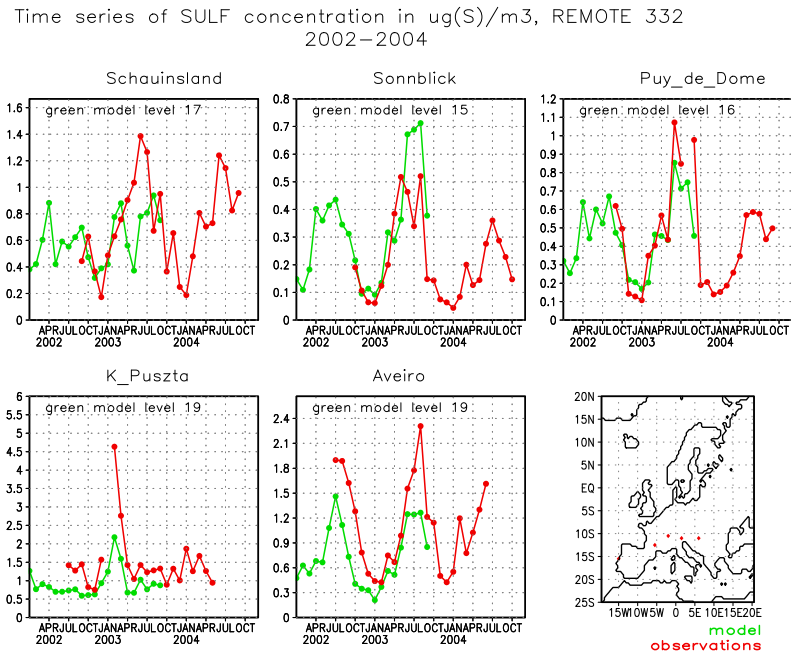 Time series of SULF concentration in ug(S)/m3, REMOTE 332
2002−2004
Schauinsland
green model level 17
1.6
1.4
1.2
1
0.8
0.6
0.4
0.2
0
APRJULOCTJANAPRJULOCTJANAPRJULOCT
2002 2003 2004
Sonnblick
green model level 15
0.8
0.7
0.6
0.5
0.4
0.3
0.2
0.1
0
APRJULOCTJANAPRJULOCTJANAPRJULOCT
2002 2003 2004
Puy_de_Dome
green model level 16
1.2
1.1
1
0.9
0.8
0.7
0.6
0.5
0.4
0.3
0.2
0.1
0
APRJULOCTJANAPRJULOCTJANAPRJULOCT
2002 2003 2004
K_Puszta
green model level 19
6
5.5
5
4.5
4
3.5
3
2.5
2
1.5
1
0.5
0
APRJULOCTJANAPRJULOCTJANAPRJULOCT
2002 2003 2004
Aveiro
green model level 19
2.4
2.1
1.8
1.5
1.2
0.9
0.6
0.3
0
APRJULOCTJANAPRJULOCTJANAPRJULOCT
2002 2003 2004
20N
15N
10N
5N
EQ
5S
10S
15S
20S
25S
15W10W5W 0 5E 10E15E20E
model
observations